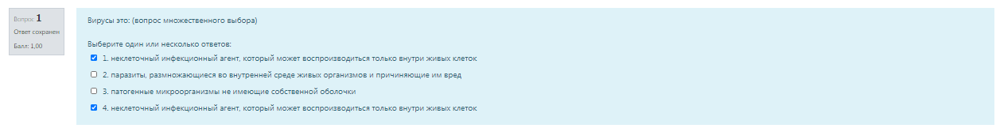 Вопрос 1
Ответ сохранен
Балл: 1,00
Вирусы это: (вопрос множественного выбора)
Выберите один или несколько ответов:
1. неклеточный инфекционный агент, который может воспроизводиться только внутри живых клеток
2. паразиты, размножающиеся во внутренней среде живых организмов и причиняющие им вред
3. патогенные микроорганизмы не имеющие собственной оболочки
4. неклеточный инфекционный агент, который может воспроизводиться только внутри живых клеток